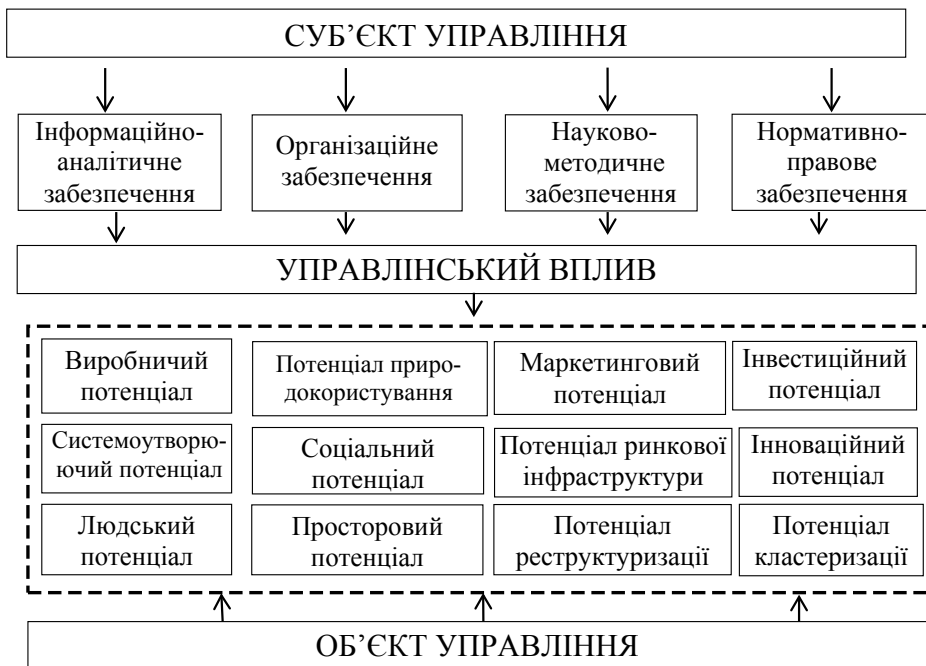 СУБ’ЄКТ УПРАВЛІННЯ
Інформаційно-
аналітичне
забезпечення
Організаційне
забезпечення
Науково-
методичне
забезпечення
Нормативно-
правове
забезпечення
УПРАВЛІНСЬКИЙ ВПЛИВ
Виробничий
потенціал
Потенціал приро-
докористування
Маркетинговий
потенціал
Інвестиційний
потенціал
Системоутворю-
ючий потенціал
Соціальний
потенціал
Потенціал ринкової
інфраструктури
Інноваційний
потенціал
Людський
потенціал
Просторовий
потенціал
Потенціал
реструктуризації
Потенціал
кластеризації
ОБ’ЄКТ УПРАВЛІННЯ